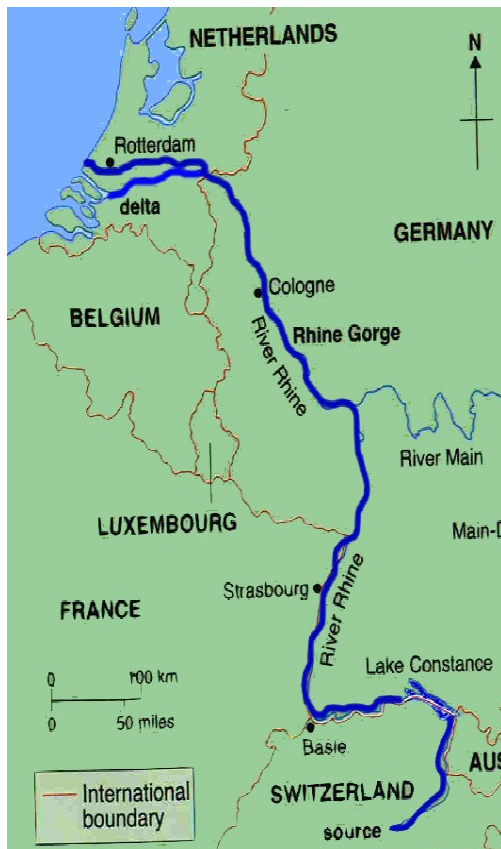 NETHERLANDS
N
Rotterdam
delta
GERMANY
Cologne
BELGIUM
Rhine Gorge
River Rhine
River Main
LUXEMBOURG
Main-D
Strasbourg
River Rhine
FRANCE
Lake Constance
0 100 km
0 50 miles
Basle
AUS
SWITZERLAND
International
boundary
source